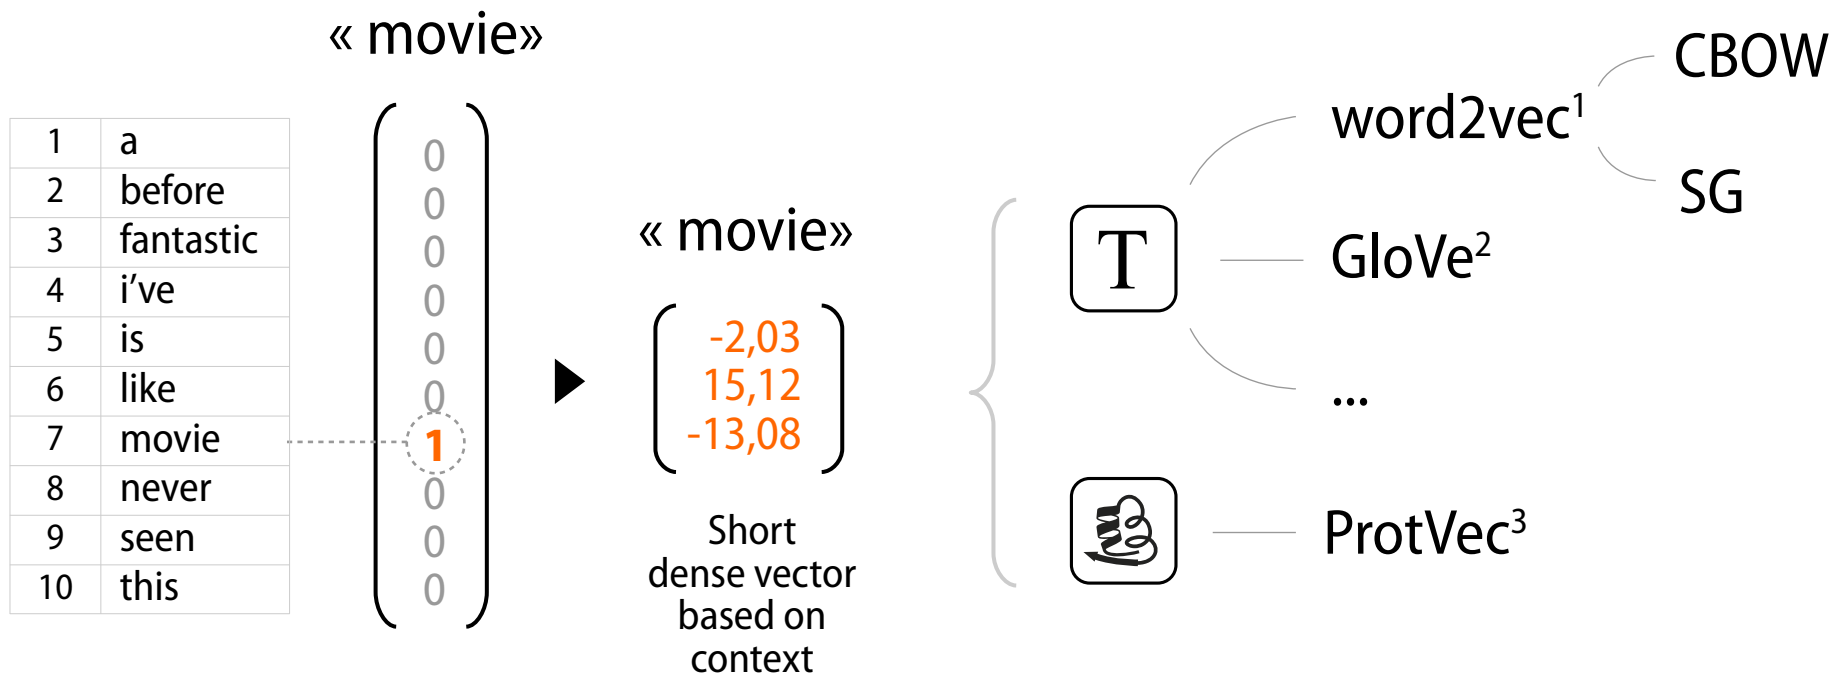 « movie»
1 a
2 before
3 fantastic
4 i've
5 is
6 like
7 movie
8 never
9 seen
10 this
0
0
0
0
0
0
1
0
0
0
« movie»
-2,03
15,12
-13,08
Short
dense vector
based on
context
T
word2vec¹
CBOW
SG
GloVe²
...
ProtVec³